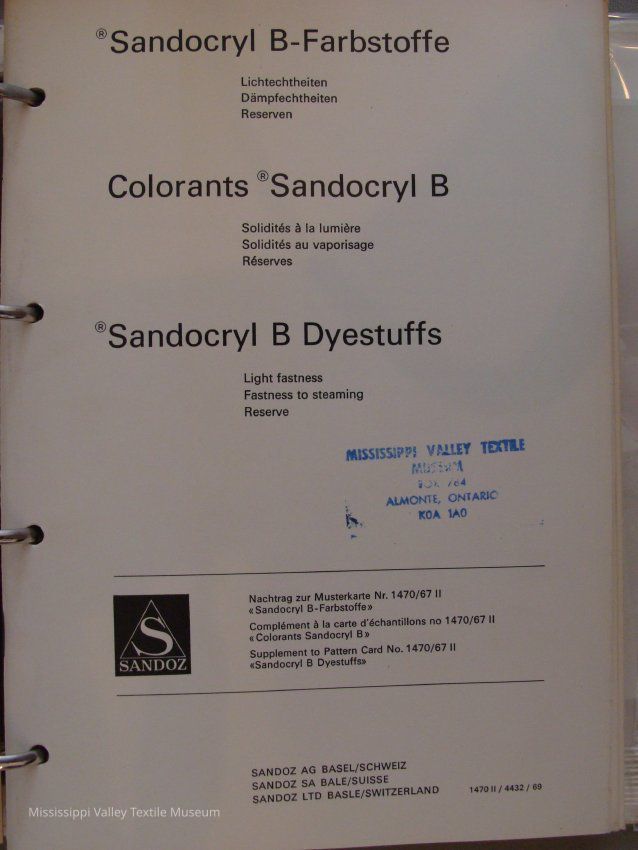 ®Sandocryl B-Farbstoffe
Lichtechtheiten
Dämpfechtheiten
Reserven
Colorants ®Sandocryl B
Solidités à la lumière
Solidités au vaporisage
Réserves
®Sandocryl B Dyestuffs
Light fastness
Fastness to steaming
Reserve
MISSISSIPPI VALLEY TEXTILE
MUSEUM
BOX 784
ALMONTE, ONTARIO
K0A 1A0
S
SANDOZ
Nachtrag zur Musterkarte Nr. 1470/67 II
«Sandocryl B-Farbstoffe»
Complément à la carte d'échantillons no 1470/67 II
«Colorants Sandocryl B»
Supplement to Pattern Card No. 1470/67 II
«Sandocryl B Dyestuffs»
SANDOZ AG BASEL/SCHWEIZ
SANDOZ SA BALE/SUISSE
SANDOZ LTD BASLE/SWITZERLAND
1470 II / 4432 / 69
Mississippi Valley Textile Museum